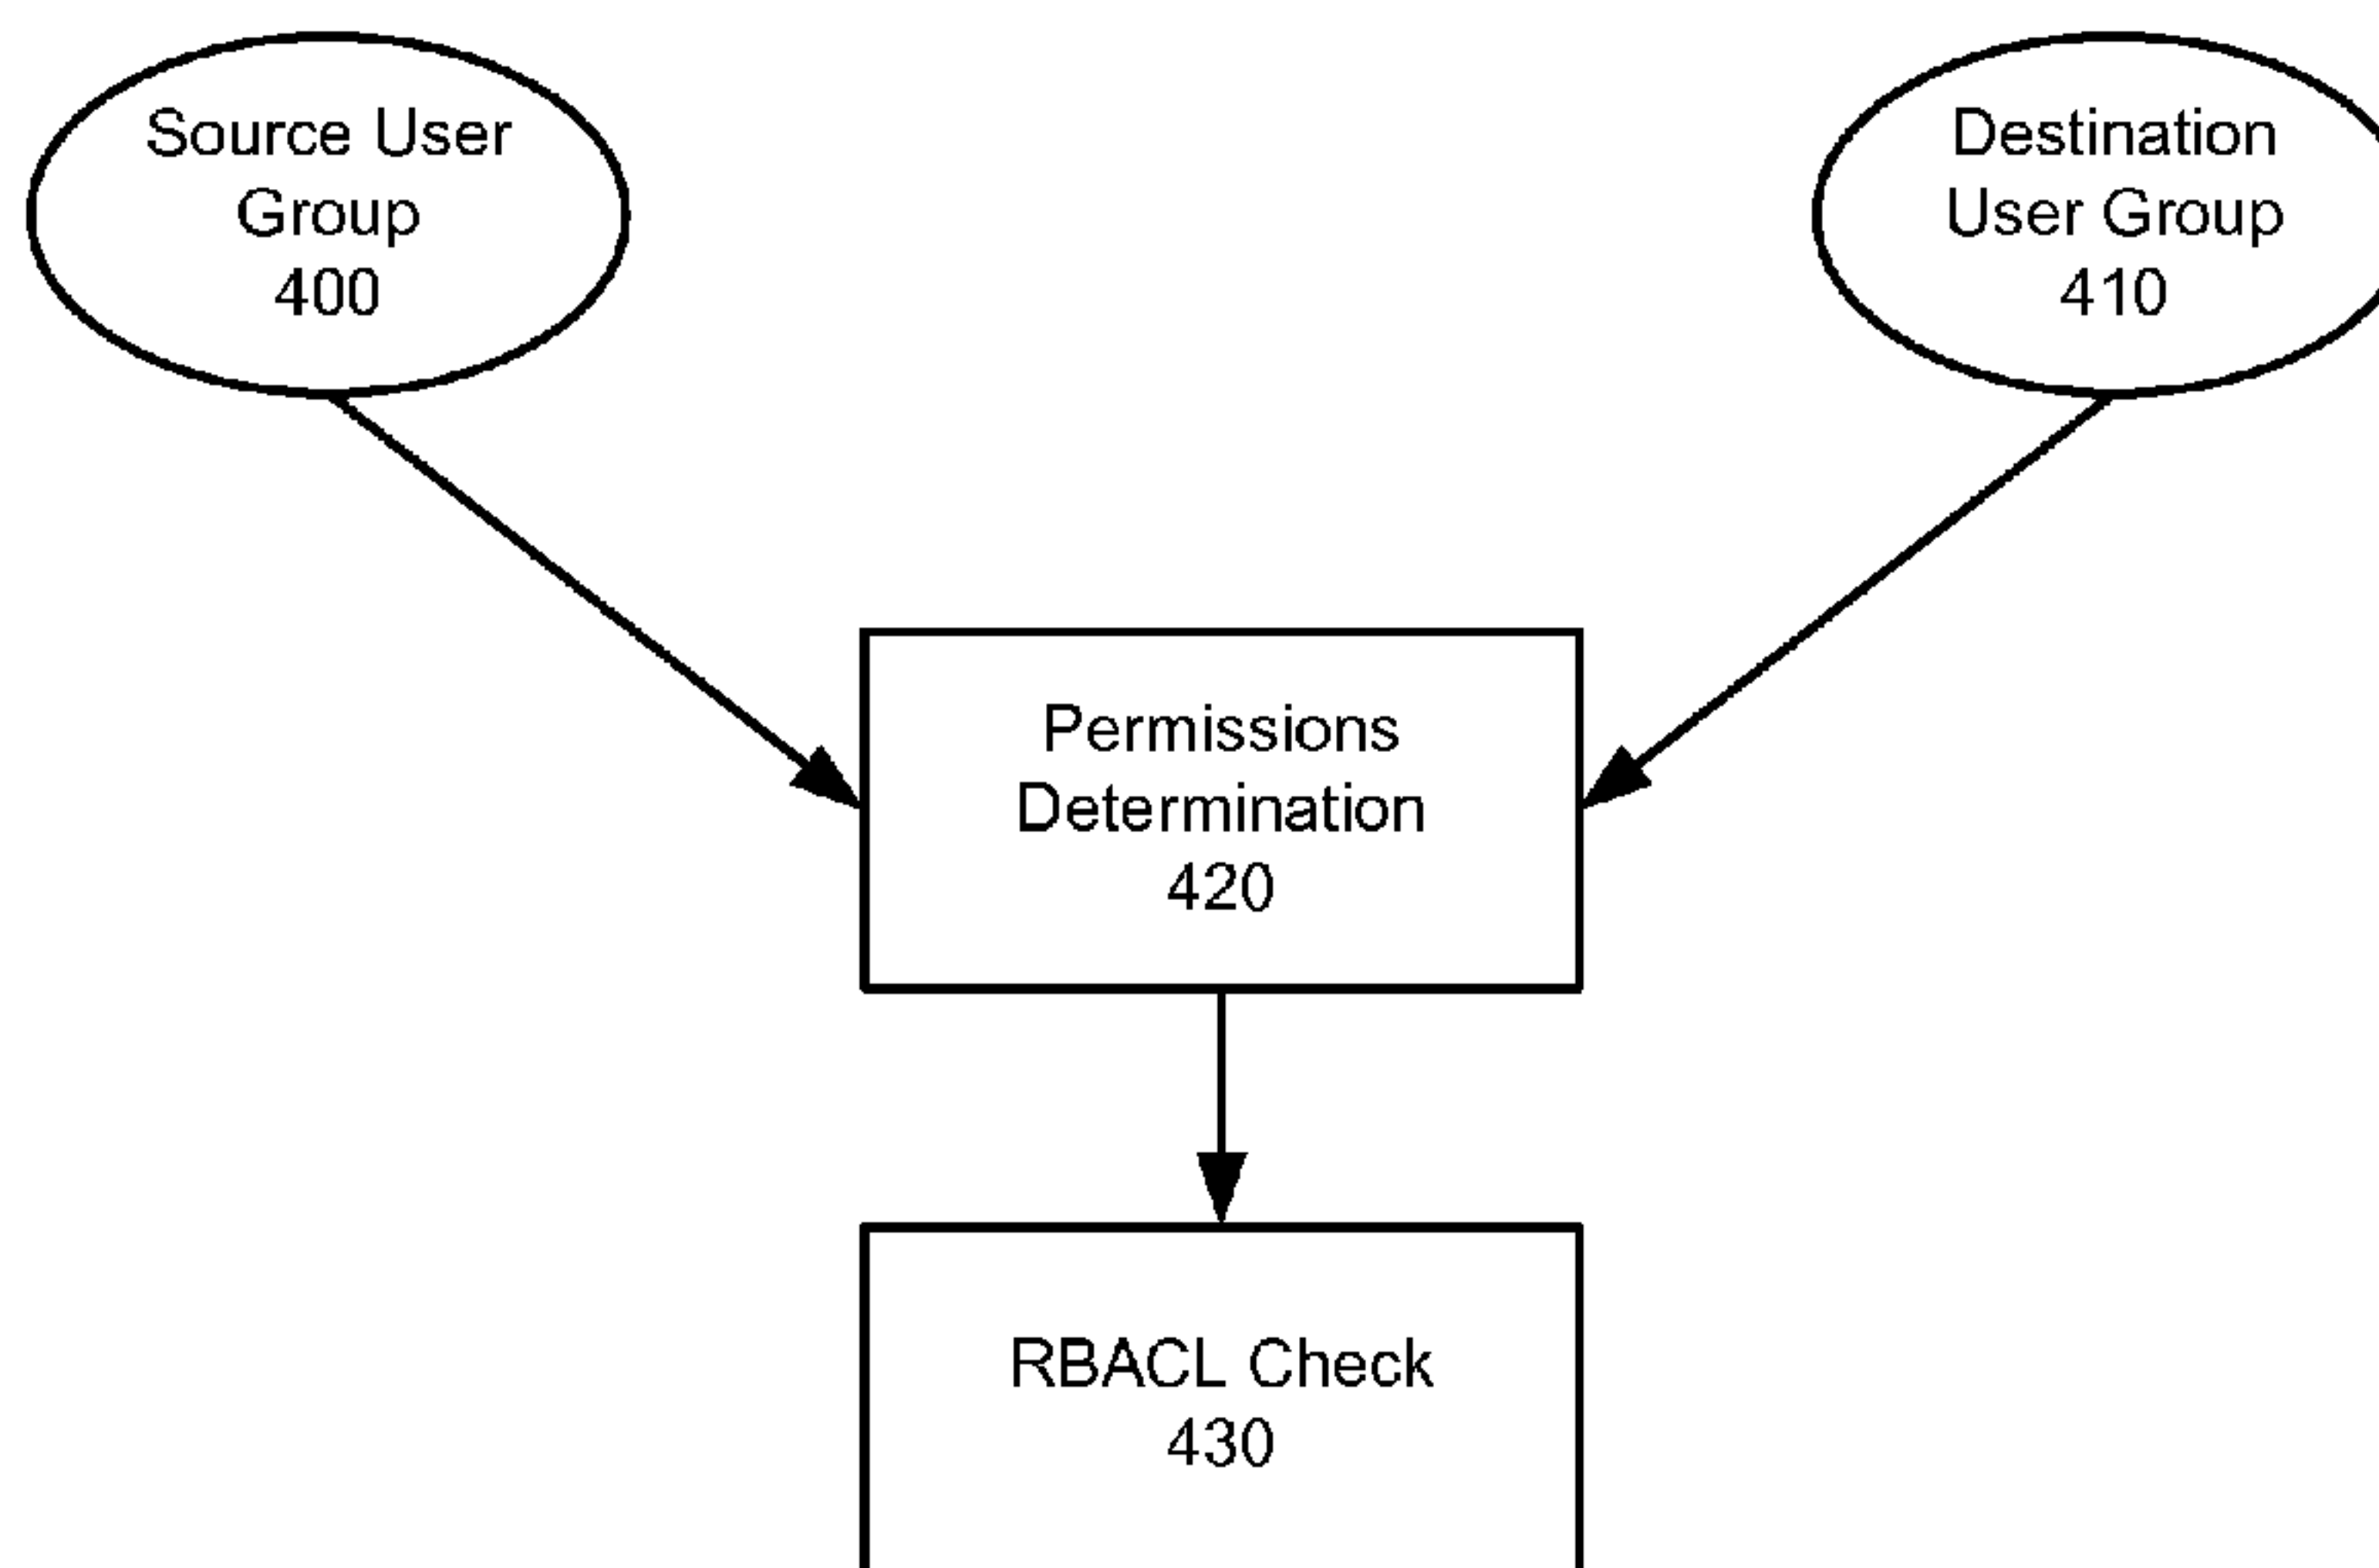 Source User
Group
400
Destination
User Group
410
Permissions
Determination
420
RBACL Check
430